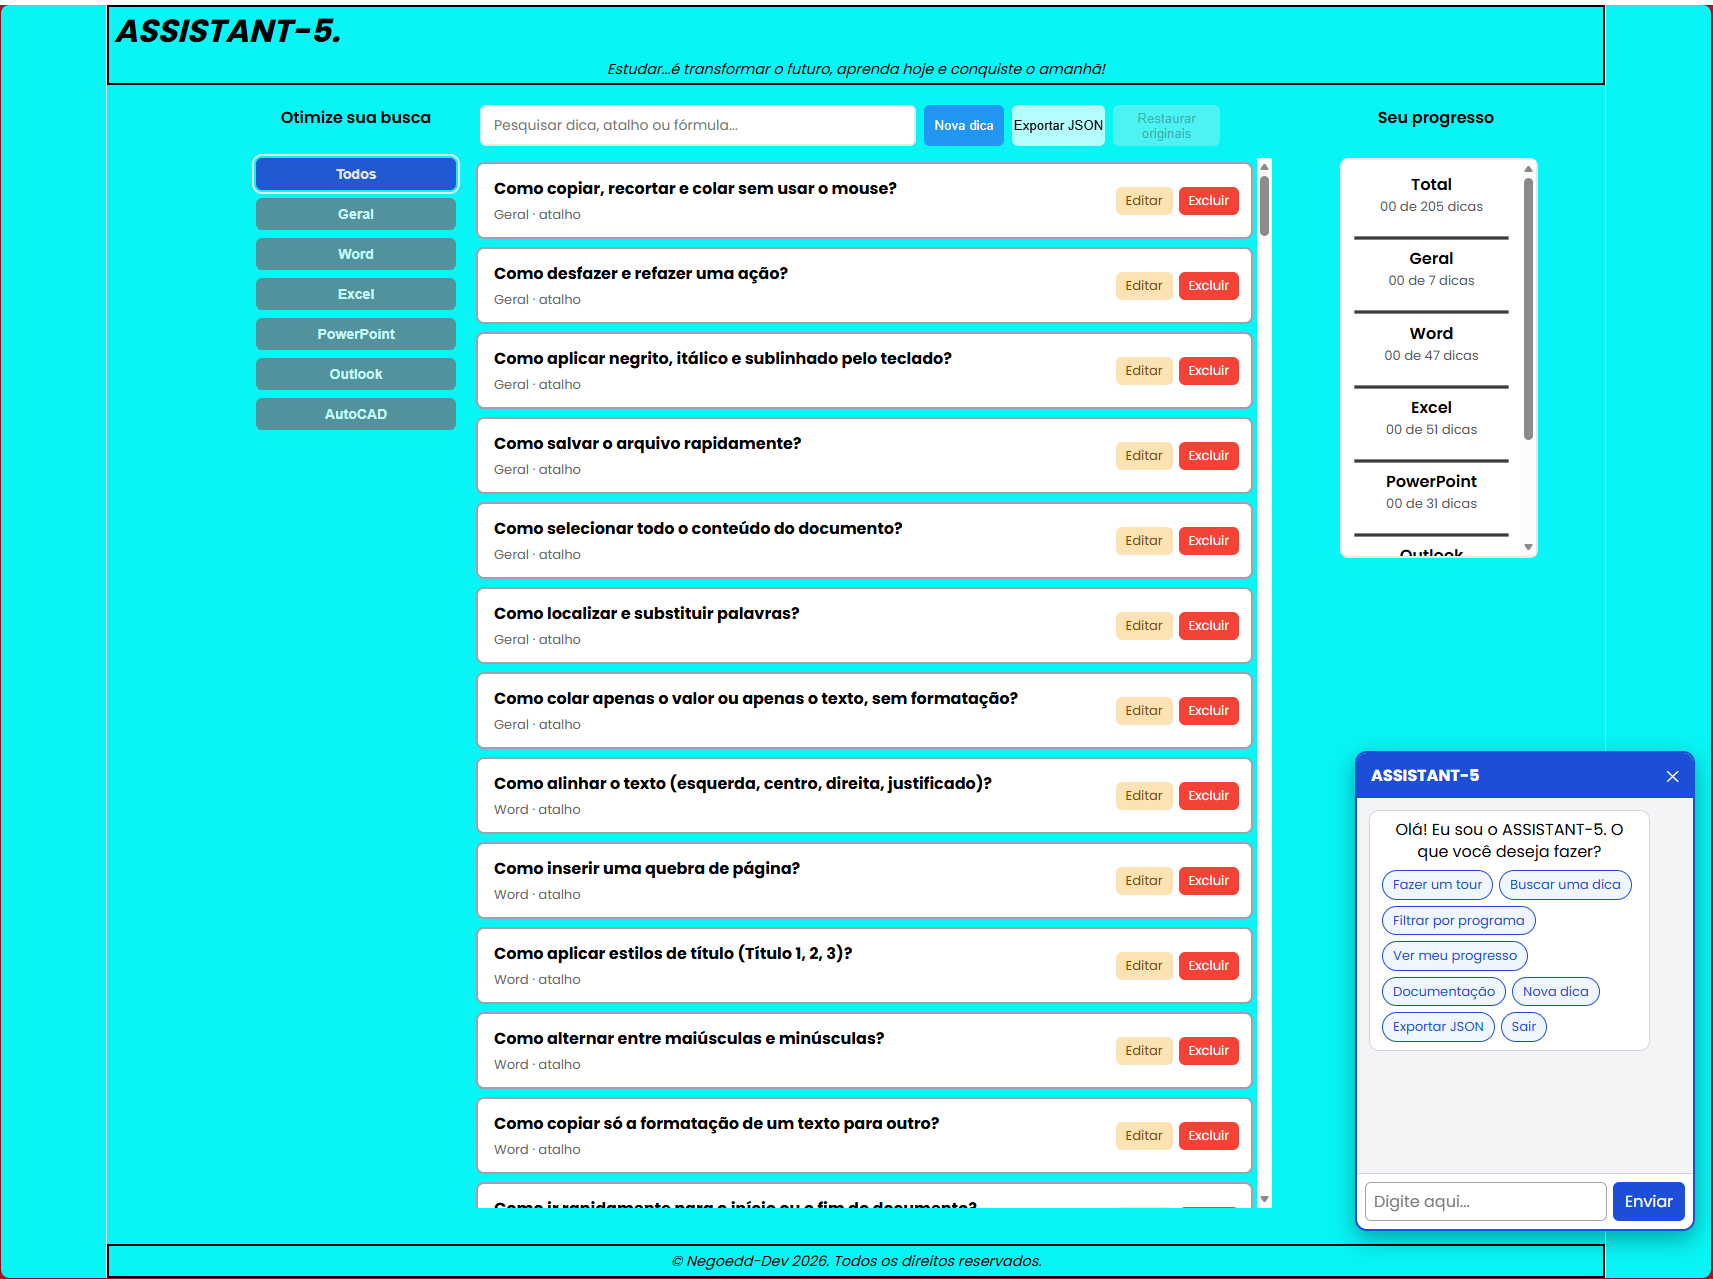 ASSISTANT-5.
Estudar...é transformar o futuro, aprenda hoje e conquiste o amanhã!
Otimize sua busca
Todos
Geral
Word
Excel
PowerPoint
Outlook
AutoCAD
Pesquisar dica, atalho ou fórmula...
Nova dica
Exportar JSON
Restaurar
originais
Como copiar, recortar e colar sem usar o mouse?
Geral · atalho
Editar
Excluir
Como desfazer e refazer uma ação?
Geral · atalho
Editar
Excluir
Como aplicar negrito, itálico e sublinhado pelo teclado?
Geral · atalho
Editar
Excluir
Como salvar o arquivo rapidamente?
Geral · atalho
Editar
Excluir
Como selecionar todo o conteúdo do documento?
Geral · atalho
Editar
Excluir
Como localizar e substituir palavras?
Geral · atalho
Editar
Excluir
Como colar apenas o valor ou apenas o texto, sem formatação?
Geral · atalho
Editar
Excluir
Como alinhar o texto (esquerda, centro, direita, justificado)?
Word · atalho
Editar
Excluir
Como inserir uma quebra de página?
Word · atalho
Editar
Excluir
Como aplicar estilos de título (Título 1, 2, 3)?
Word · atalho
Editar
Excluir
Como alternar entre maiúsculas e minúsculas?
Word · atalho
Editar
Excluir
Como copiar só a formatação de um texto para outro?
Word · atalho
Editar
Excluir
Como ir rapidamente para o início ou o fim do documento?
Seu progresso
Total
00 de 205 dicas
Geral
00 de 7 dicas
Word
00 de 47 dicas
Excel
00 de 51 dicas
PowerPoint
00 de 31 dicas
Outlook
ASSISTANT-5
Olá! Eu sou o ASSISTANT-5. O
que você deseja fazer?
Fazer um tour
Buscar uma dica
Filtrar por programa
Ver meu progresso
Documentação
Nova dica
Exportar JSON
Sair
Digite aqui...
Enviar
© Negoedd-Dev 2026. Todos os direitos reservados.